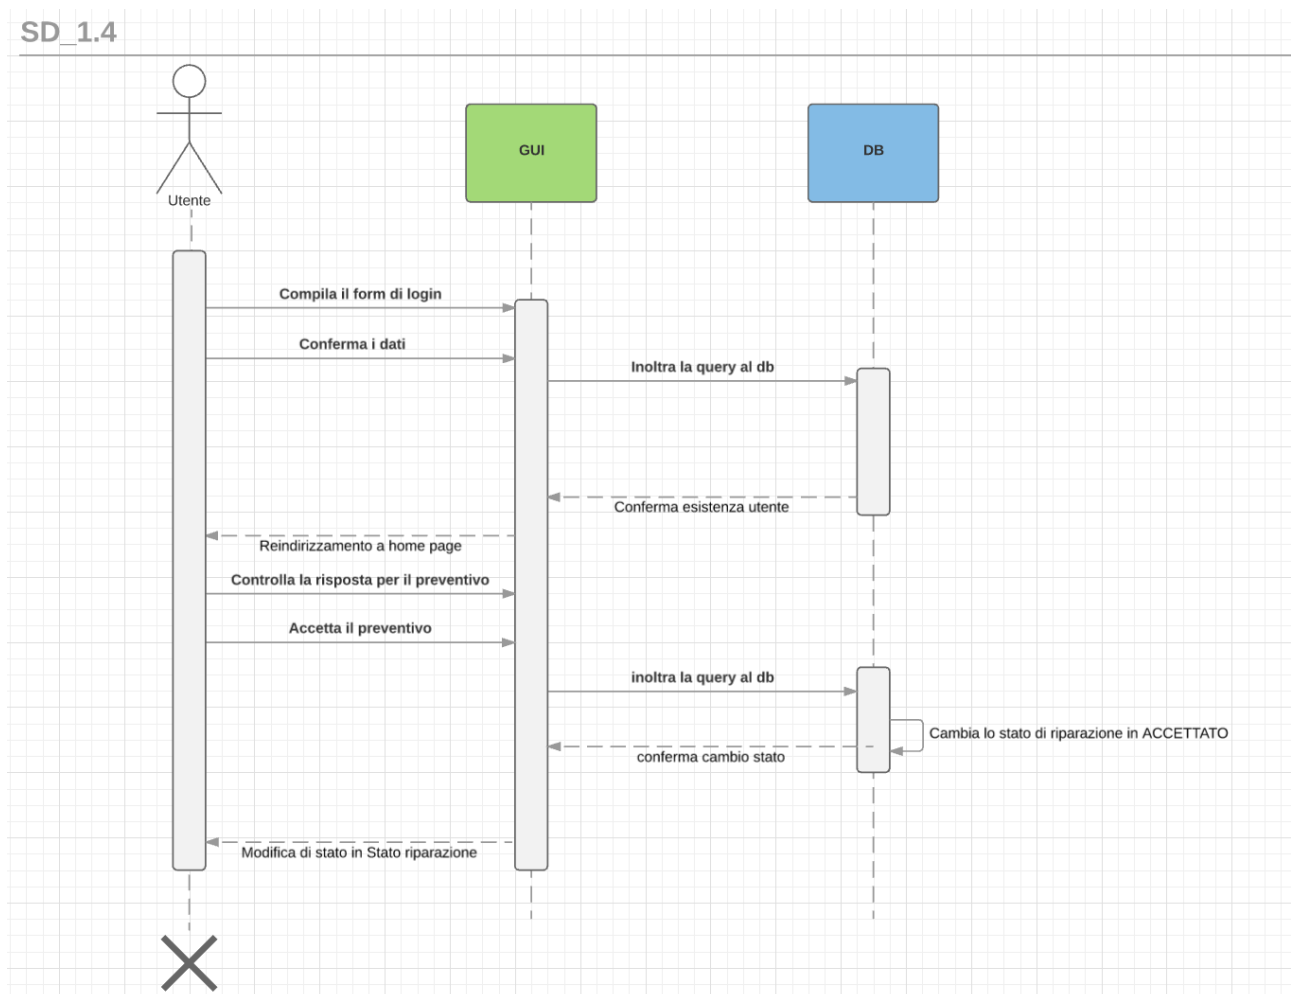 SD_1.4
Utente
GUI
DB
Compila il form di login
Conferma i dati
Inoltra la query al db
Conferma esistenza utente
Reindirizzamento a home page
Controlla la risposta per il preventivo
Accetta il preventivo
inoltra la query al db
Cambia lo stato di riparazione in ACCETTATO
conferma cambio stato
Modifica di stato in Stato riparazione